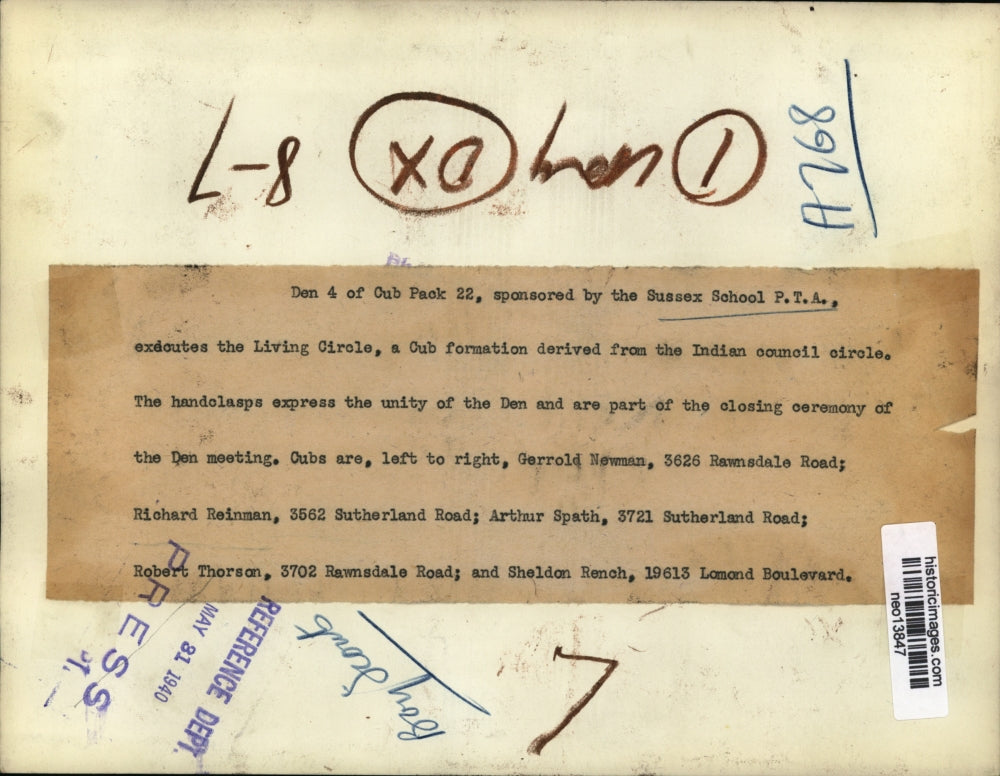 8-7
DX
1
A268
Den 4 of Cub Pack 22, sponsored by the Sussex School P.T.A.,
exdcutes the Living Circle, a Cub formation derived from the Indian council circle.
The handclasps express the unity of the Den and are part of the closing ceremony of
the Den meeting. Cubs are, left to right, Gerrold Newman, 3626 Rawnsdale Road;
Richard Reinman, 3562 Sutherland Road; Arthur Spath, 3721 Sutherland Road;
Robert Thorson, 3702 Rawnsdale Road; and Sheldon Rench, 19613 Lomond Boulevard.
PRESS
REFERENCE DEPT.
MAY 31 1940
Boy Scouts
7
historicimages.com
neo13847